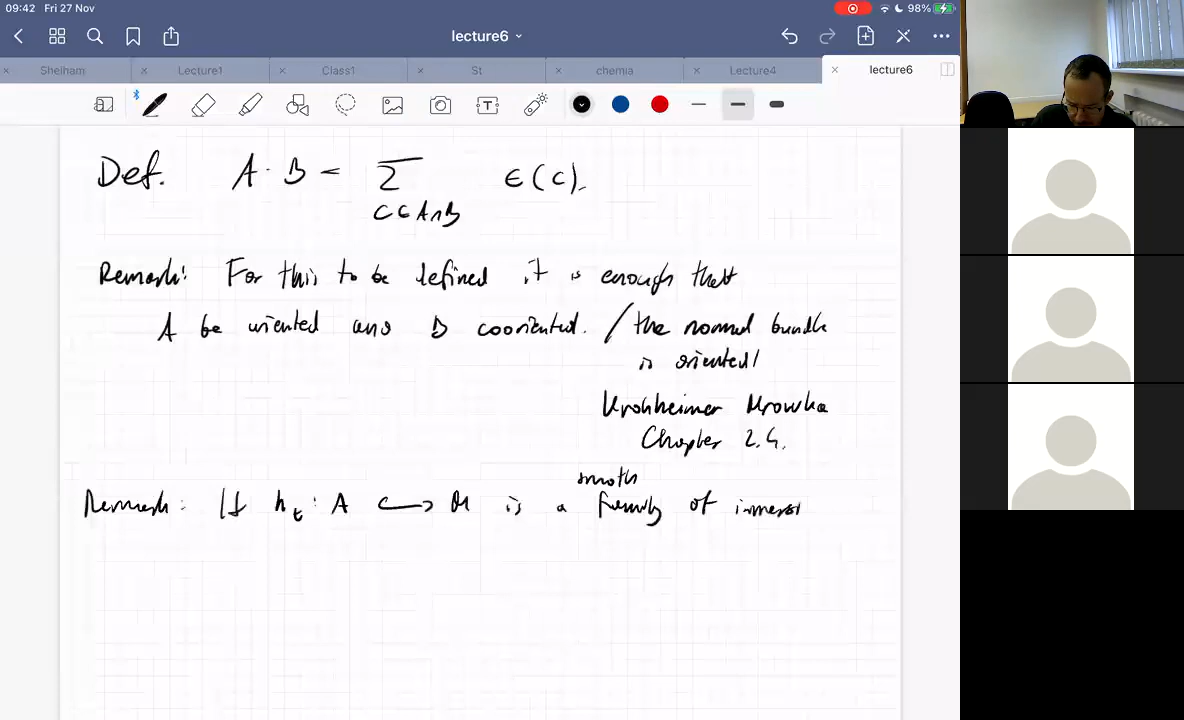 09:42 Fri 27 Nov
98%
lecture6
Shelham
Lecture1
Class1
St
chemia
Lecture4
lecture6
Def. A · B = Σ ϵ(c).
c∈A∩B
Remark: For this to be defined it is enough that
A be oriented and B cooriented. /the normal bundle
is oriented/
Kronheimer Mrowka
Chapter 2.4.
smoth
Remark: If h_t : A ↪ M is a family of immersi